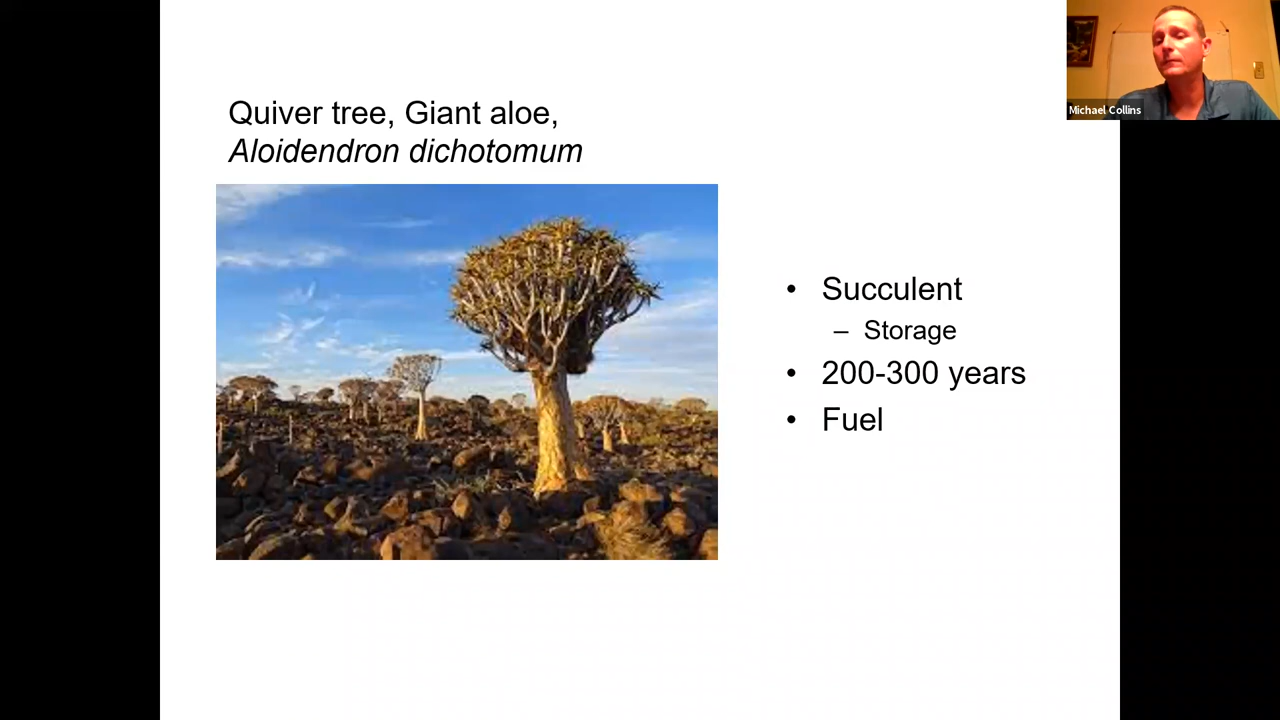 Quiver tree, Giant aloe,
Aloidendron dichotomum
Michael Collins
• Succulent
– Storage
• 200-300 years
• Fuel